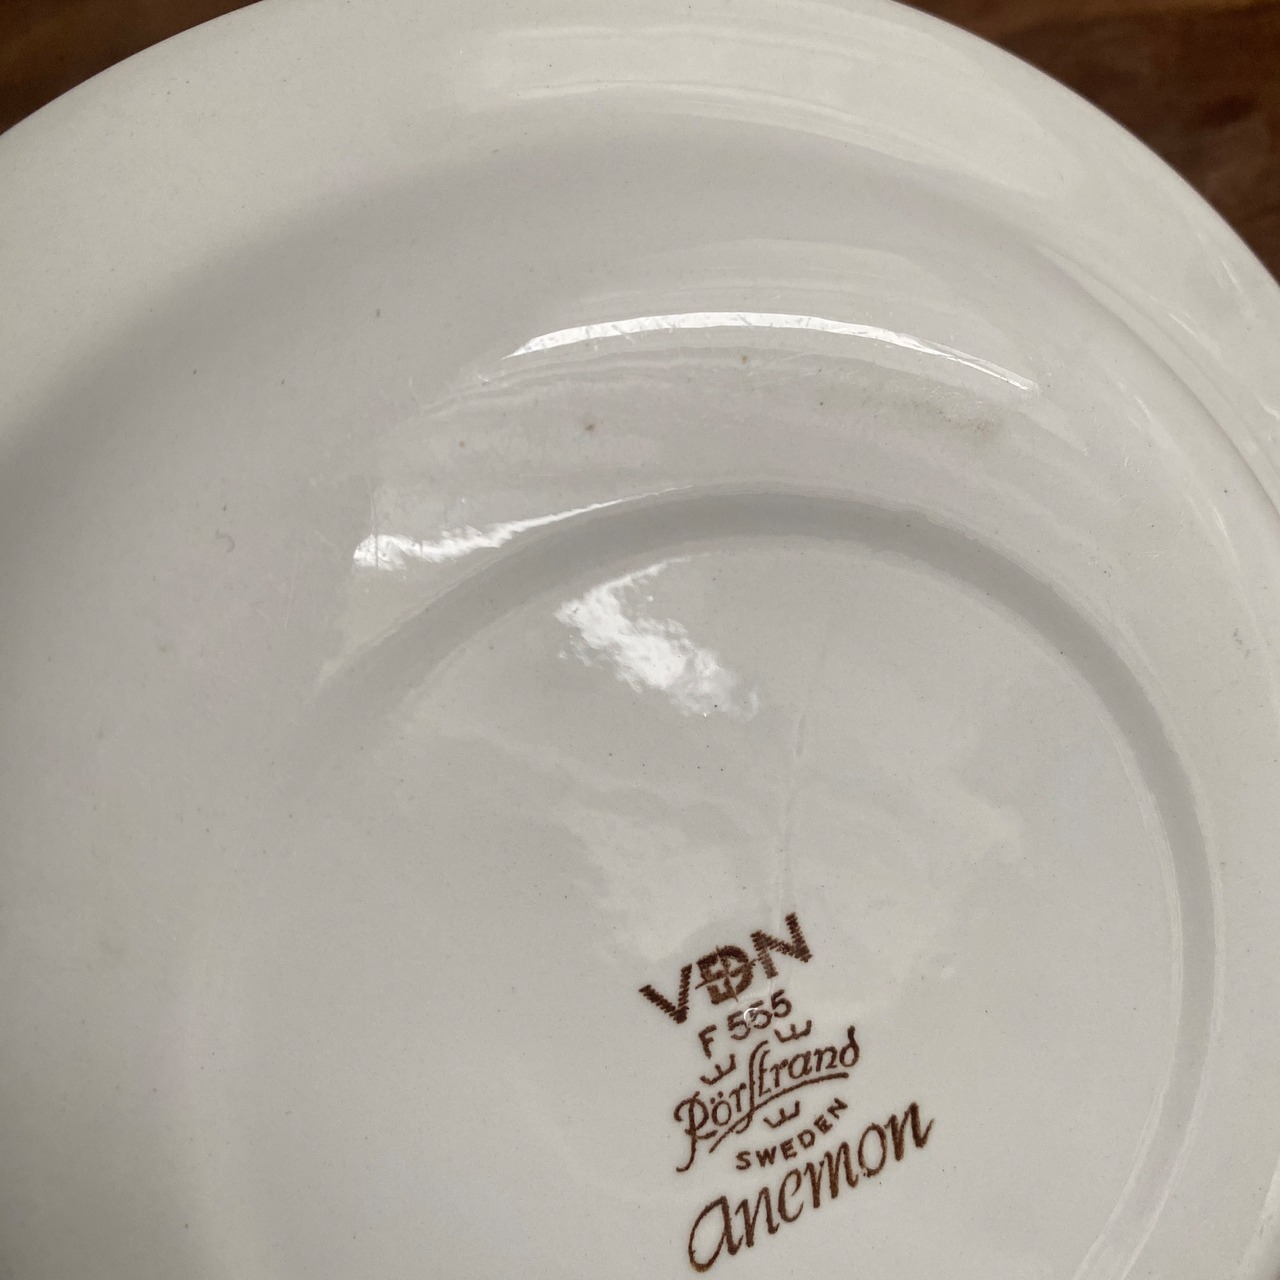 VDN
F 555
Rörstrand
SWEDEN
anemon